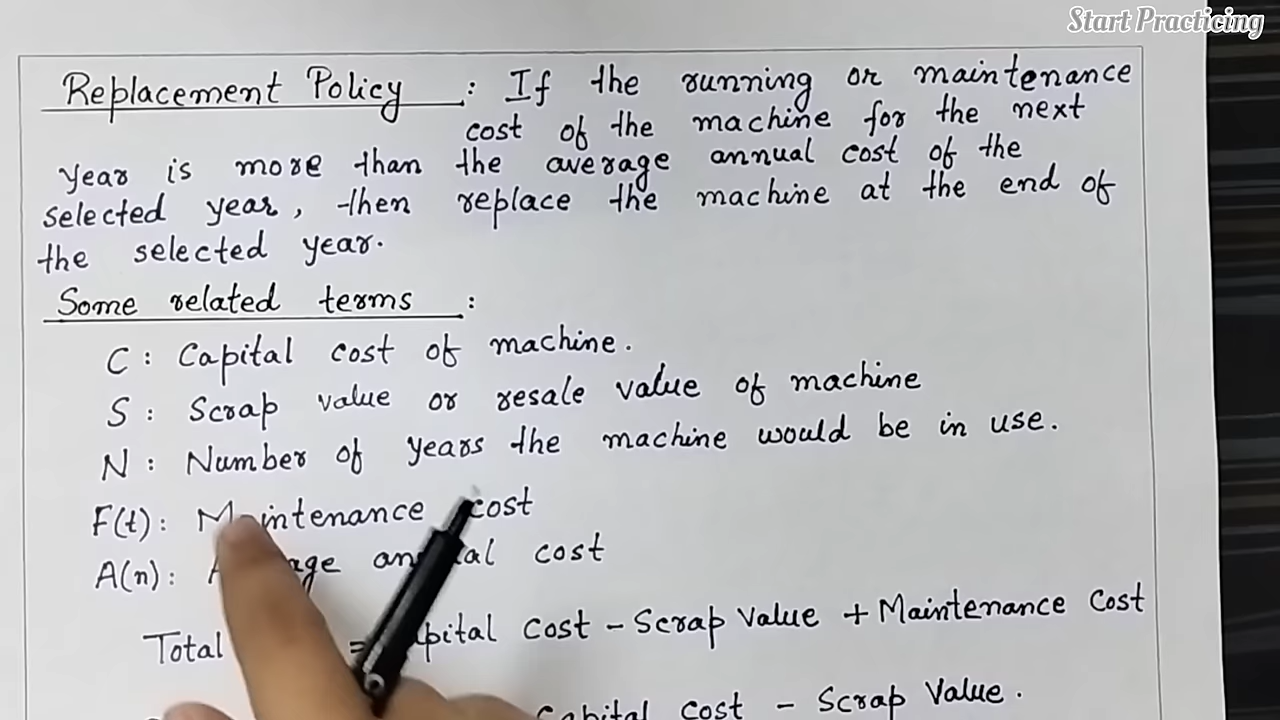 Start Practicing
Replacement Policy : If the running or maintenance
cost of the machine for the next
year is more than the average annual cost of the
selected year, then replace the machine at the end of
the selected year.
Some related terms :
C : Capital cost of machine.
S : Scrap value or resale value of machine
N : Number of years the machine would be in use.
F(t) : Maintenance cost
A(n) : cost
Total = Capital cost - Scrap Value + Maintenance Cost
Capital cost - Scrap Value.